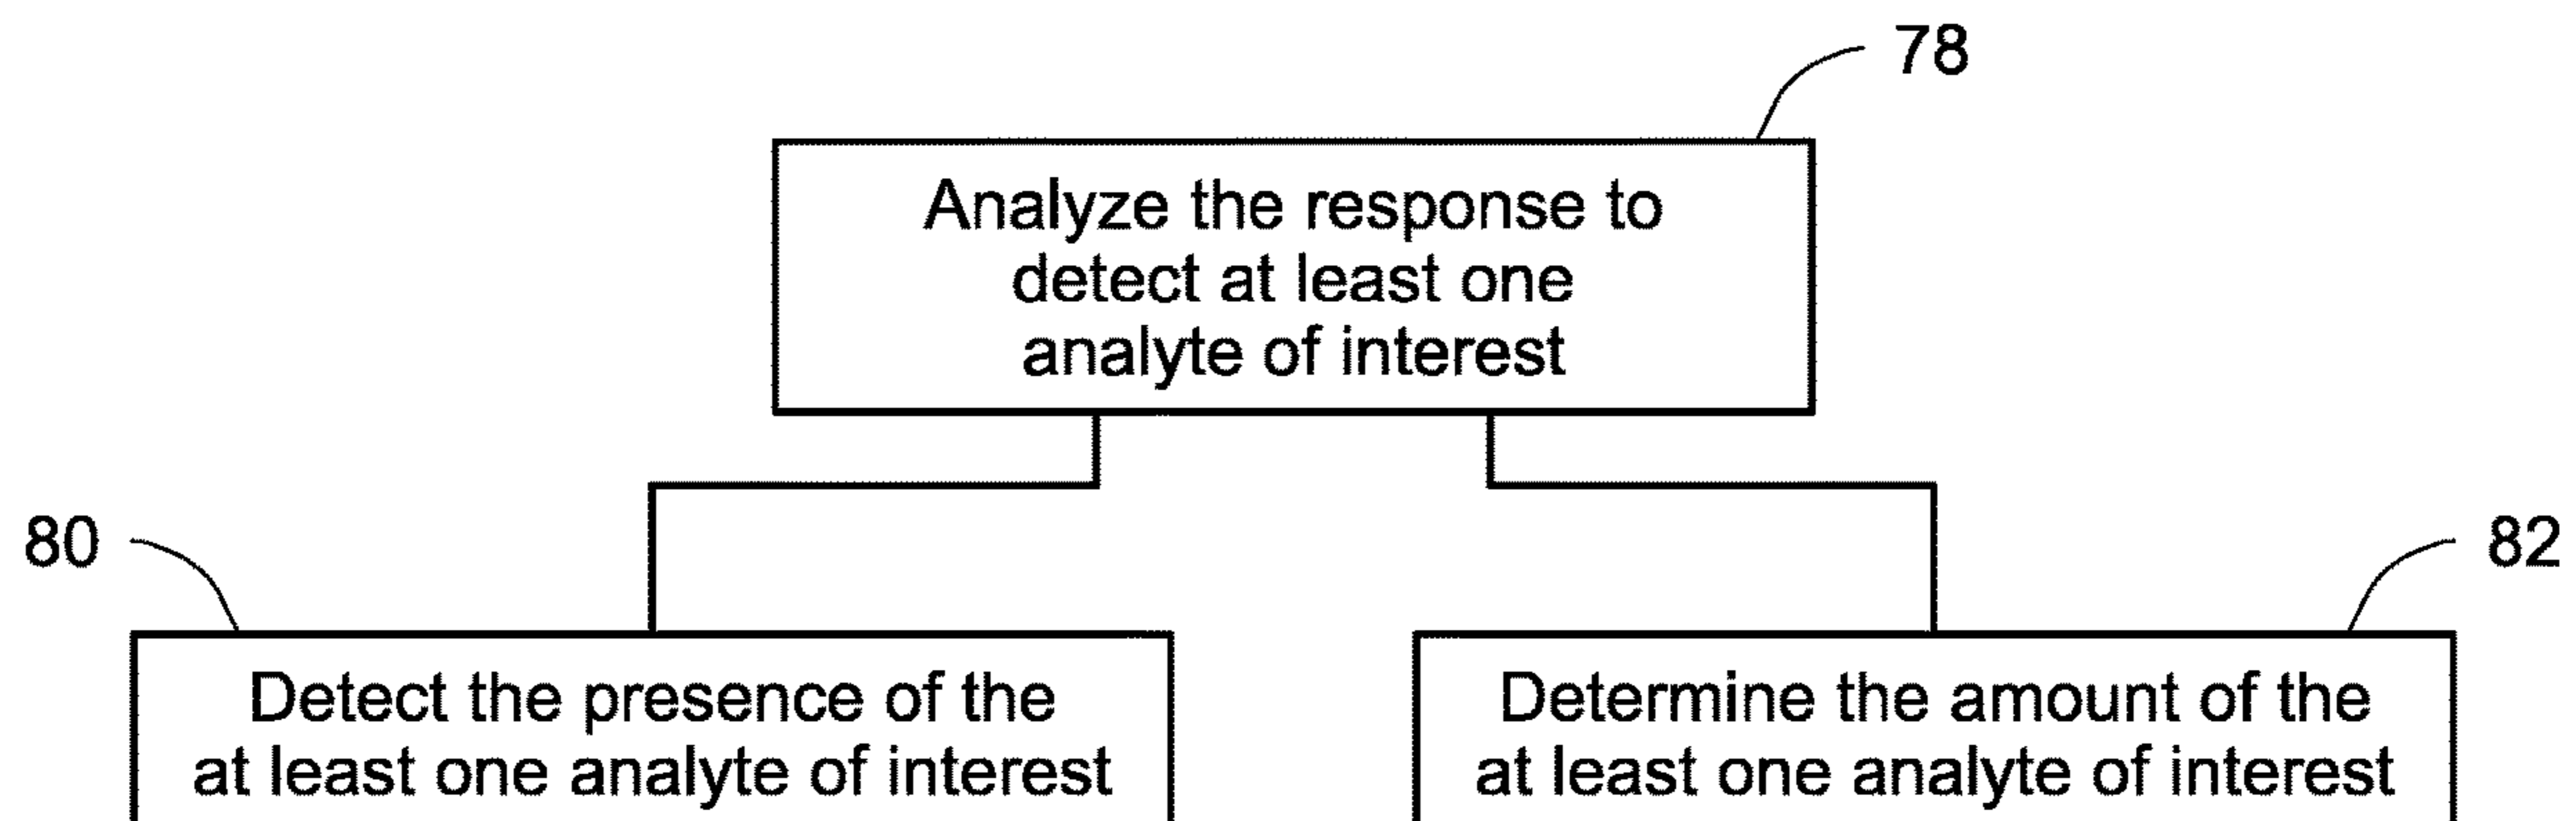 78
Analyze the response to
detect at least one
analyte of interest
80
82
Detect the presence of the
at least one analyte of interest
Determine the amount of the
at least one analyte of interest